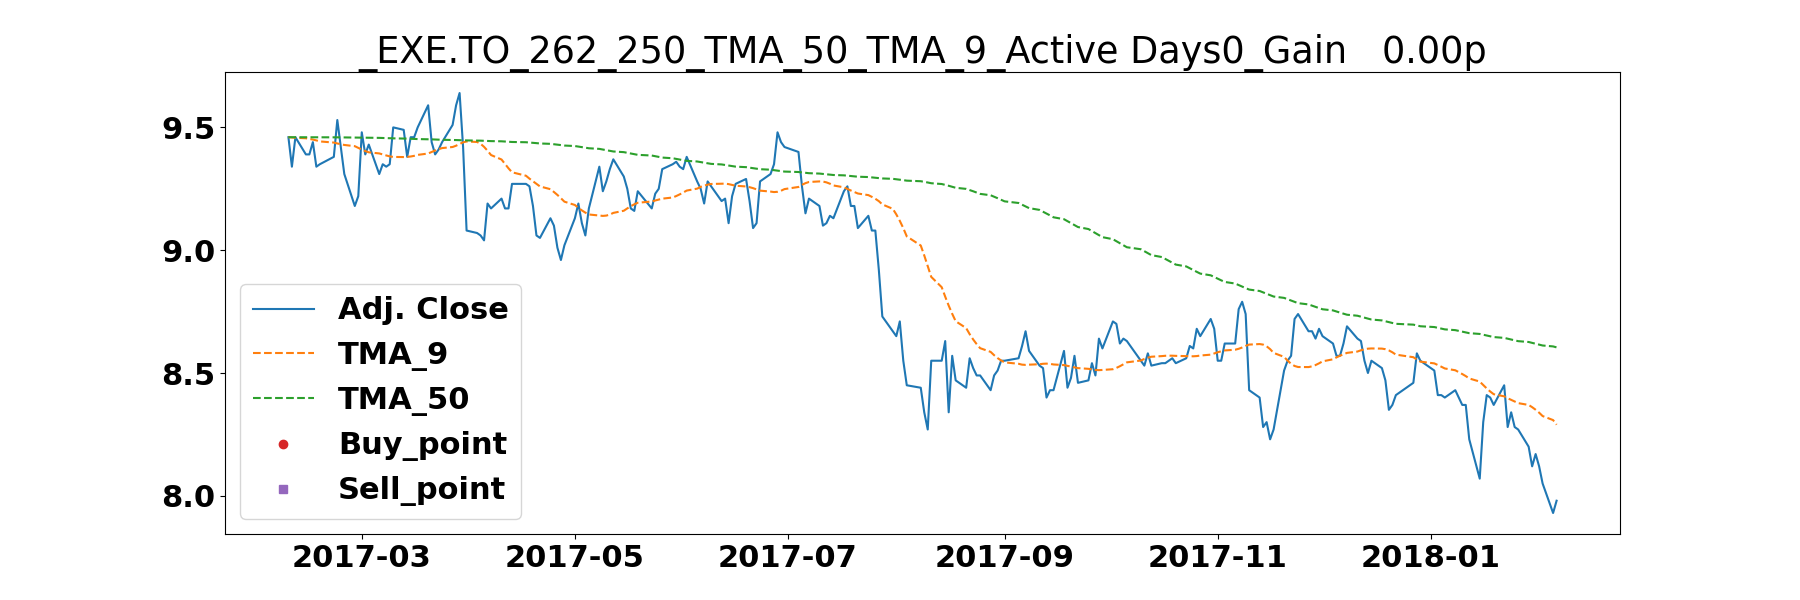 _EXE.TO_262_250_TMA_50_TMA_9_Active Days0_Gain   0.00p
9.5
9.0
8.5
8.0
Adj. Close
TMA_9
TMA_50
Buy_point
Sell_point
2017-03 2017-05 2017-07 2017-09 2017-11 2018-01